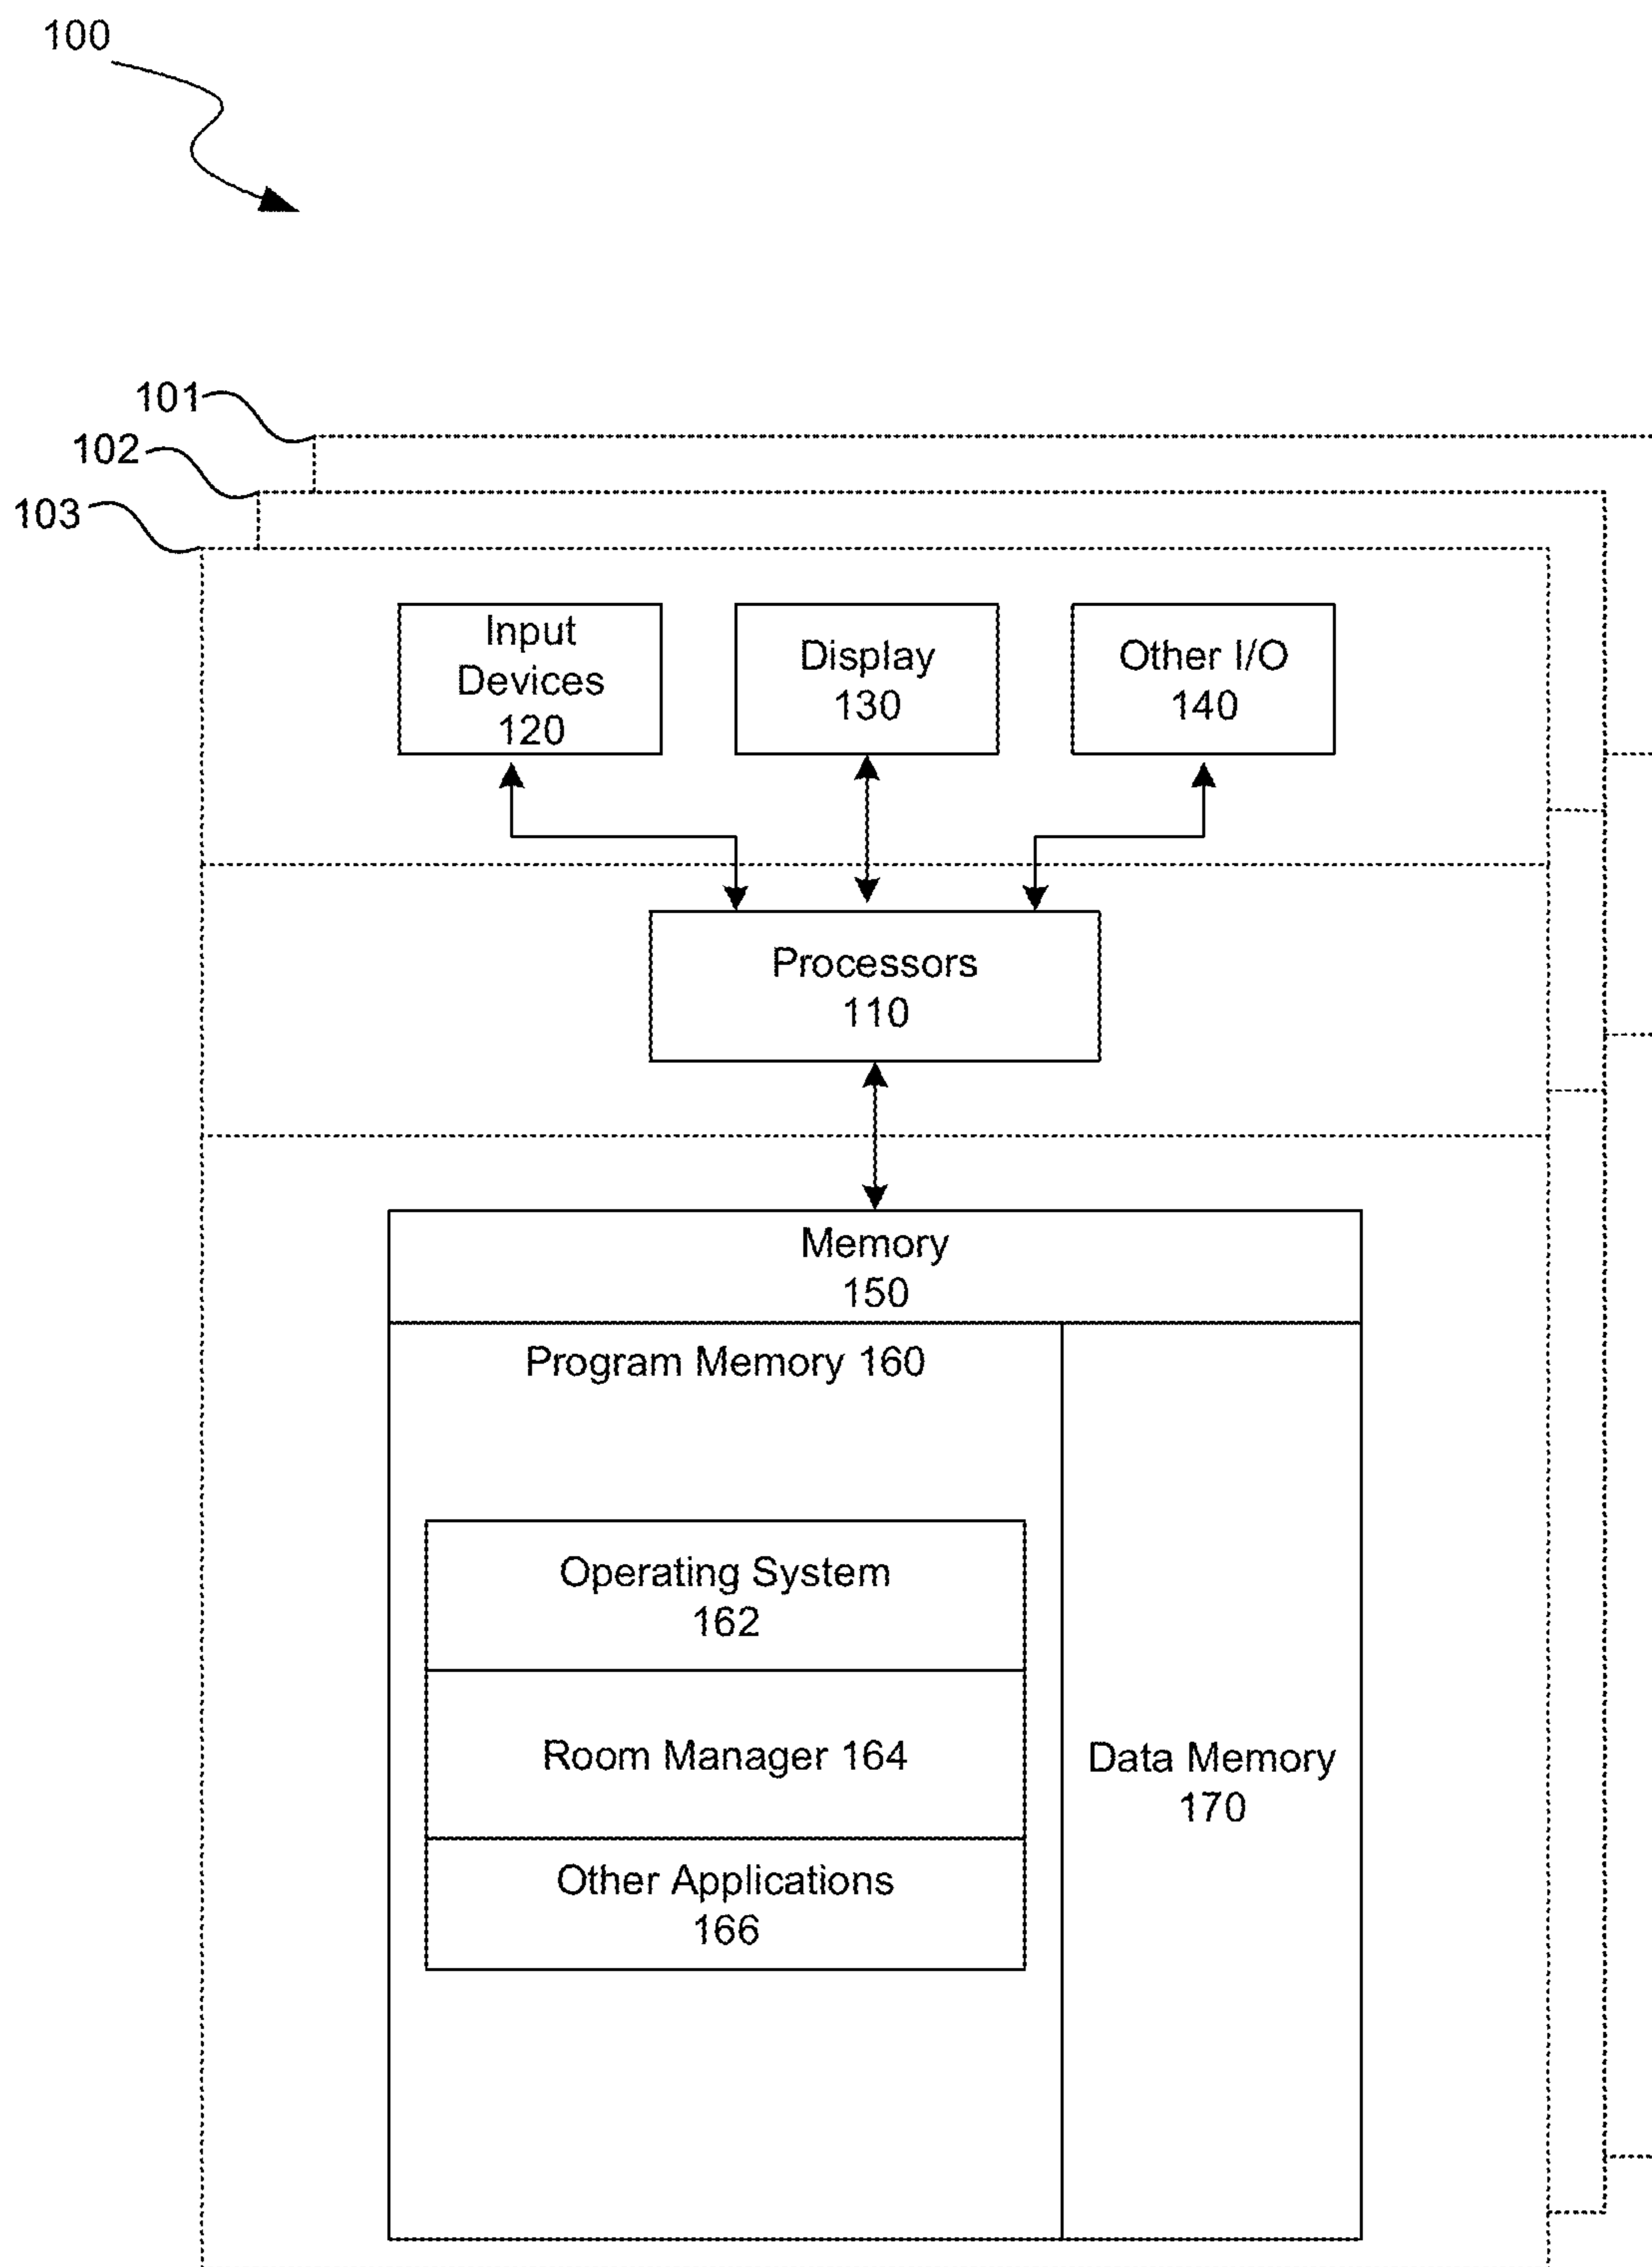 100
101
102
103
Input
Devices
120
Display
130
Other I/O
140
Processors
110
Memory
150
Program Memory 160
Operating System
162
Room Manager 164
Other Applications
166
Data Memory
170